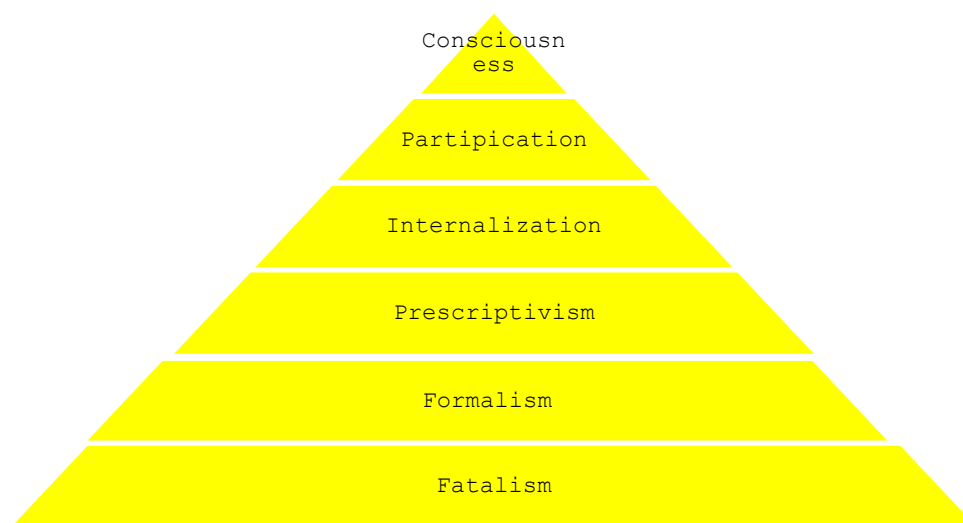 Consciousn
ess
Partipication
Internalization
Prescriptivism
Formalism
Fatalism